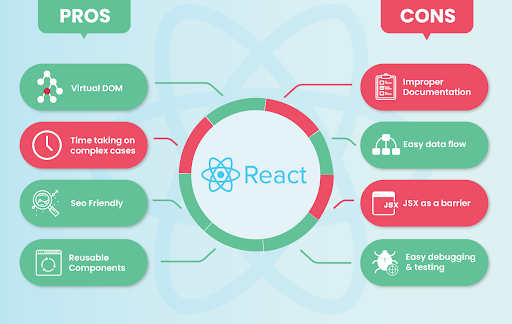 PROS
CONS
Virtual DOM
Time taking on
complex cases
Seo Friendly
Reusable
Components
React
Improper
Documentation
Easy data flow
JSX
JSX as a barrier
Easy debugging
& testing